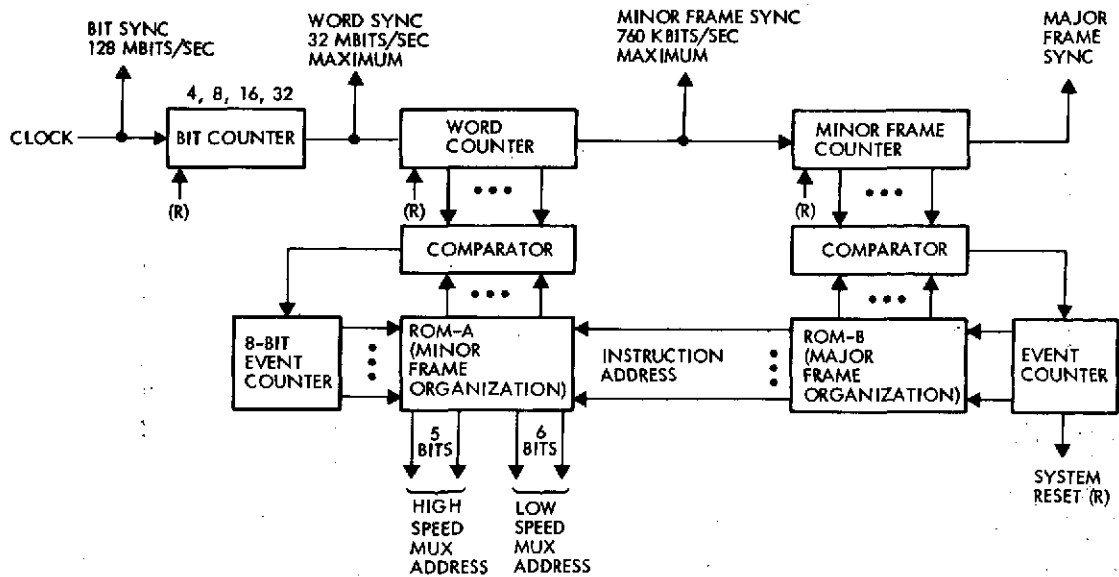 BIT SYNC
128 MBITS/SEC
WORD SYNC
32 MBITS/SEC
MAXIMUM
MINOR FRAME SYNC
760 KBITS/SEC
MAXIMUM
MAJOR
FRAME
SYNC
4, 8, 16, 32
CLOCK
BIT COUNTER
WORD
COUNTER
MINOR FRAME
COUNTER
(R)
(R)
(R)
COMPARATOR
COMPARATOR
8-BIT
EVENT
COUNTER
ROM-A
(MINOR
FRAME
ORGANIZATION)
INSTRUCTION
ADDRESS
ROM-B
(MAJOR
FRAME
ORGANIZATION)
EVENT
COUNTER
5
BITS
6
BITS
HIGH
SPEED
MUX
ADDRESS
LOW
SPEED
MUX
ADDRESS
SYSTEM
RESET (R)